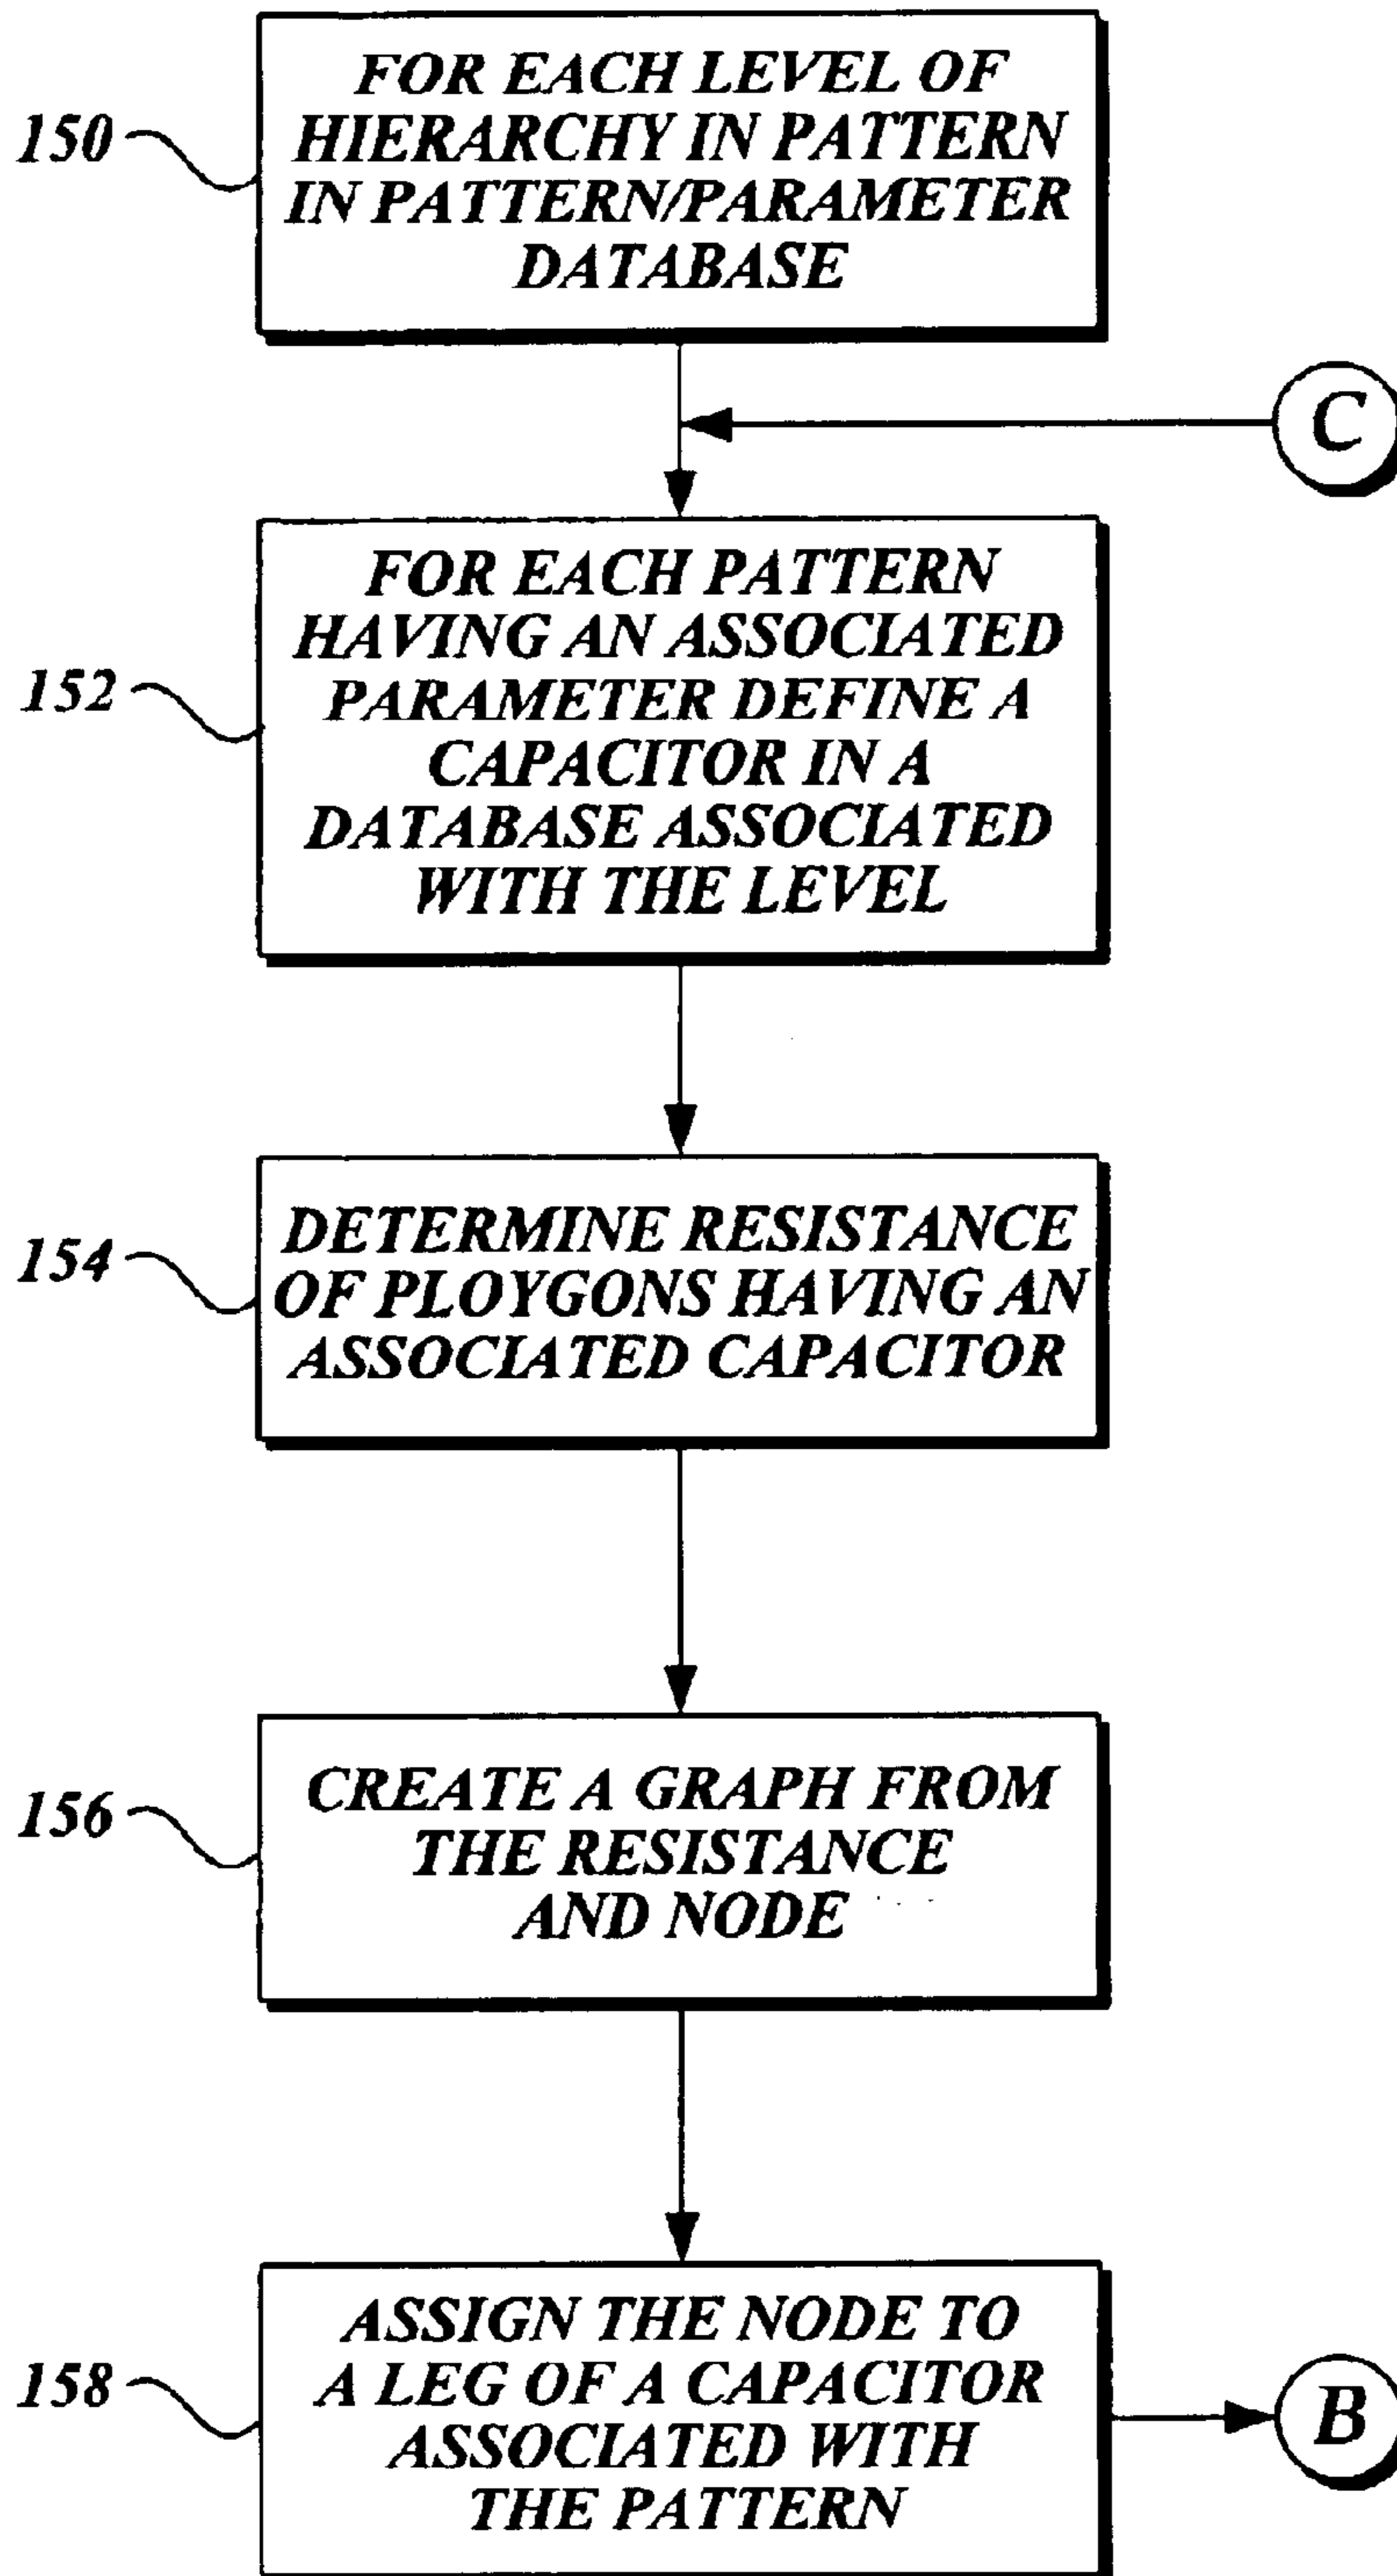 150
FOR EACH LEVEL OF
HIERARCHY IN PATTERN
IN PATTERN/PARAMETER
DATABASE
C
152
FOR EACH PATTERN
HAVING AN ASSOCIATED
PARAMETER DEFINE A
CAPACITOR IN A
DATABASE ASSOCIATED
WITH THE LEVEL
154
DETERMINE RESISTANCE
OF PLOYGONS HAVING AN
ASSOCIATED CAPACITOR
156
CREATE A GRAPH FROM
THE RESISTANCE
AND NODE
158
ASSIGN THE NODE TO
A LEG OF A CAPACITOR
ASSOCIATED WITH
THE PATTERN
B